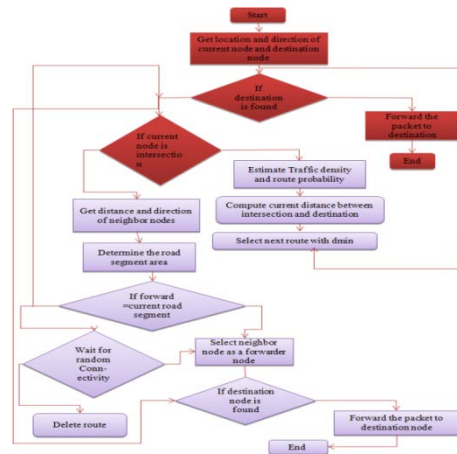 Start
Get location and direction of
current node and destination
node
If
destination
is found
Forward the
packet to
destination
End
If current
node is
intersectio
n
Estimate Traffic density
and route probability
Compute current distance between
intersection and destination
Select next route with dmin
Get distance and direction
of neighbor nodes
Determine the road
segment area
If forward
=current road
segment
Wait for
random
Conn-
ectivity
Select neighbor
node as a forwarder
node
Delete route
If destination
node is
found
Forward the packet to
destination node
End